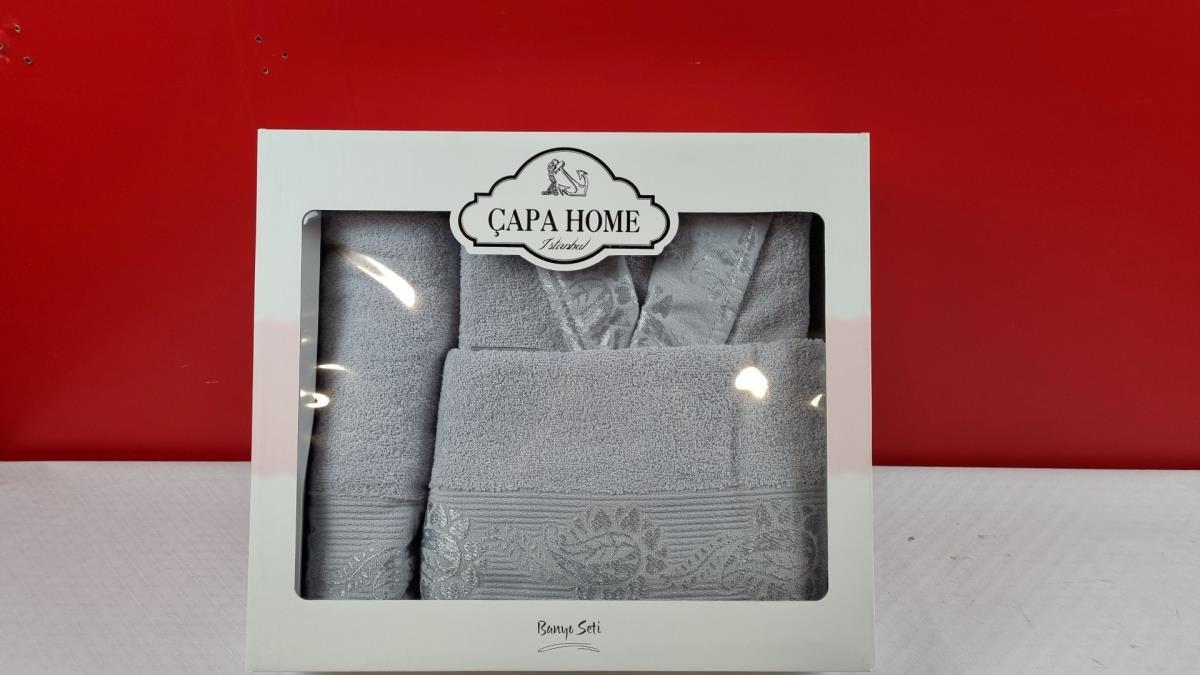 ÇAPA HOME
Istanbul
Banyo Seti